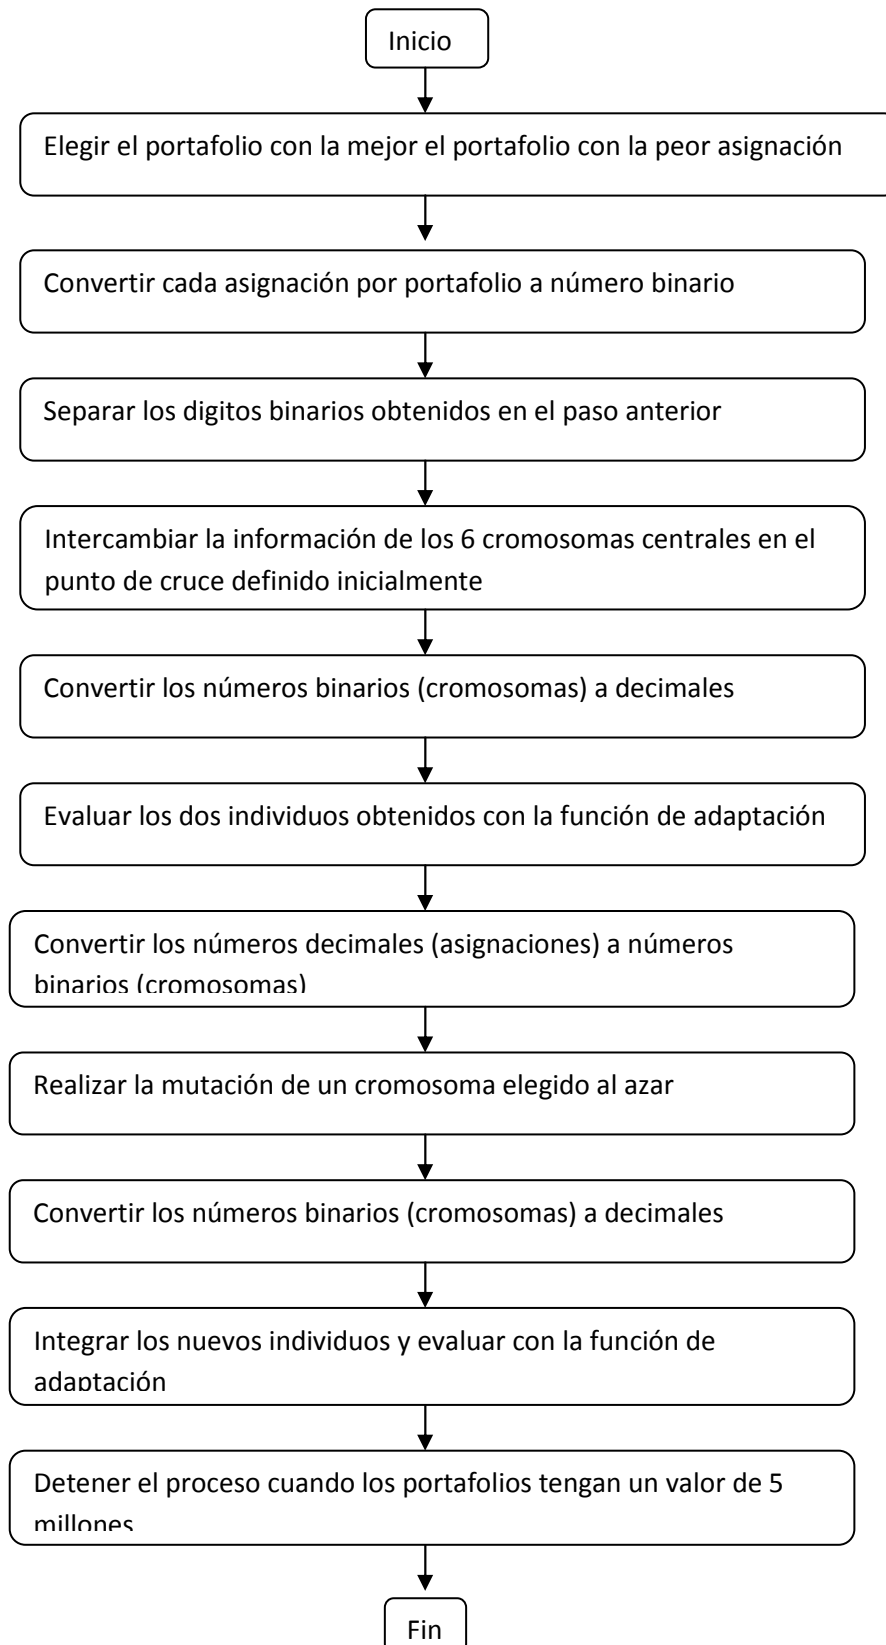 Inicio
Elegir el portafolio con la mejor el portafolio con la peor asignación
Convertir cada asignación por portafolio a número binario
Separar los digitos binarios obtenidos en el paso anterior
Intercambiar la información de los 6 cromosomas centrales en el
punto de cruce definido inicialmente
Convertir los números binarios (cromosomas) a decimales
Evaluar los dos individuos obtenidos con la función de adaptación
Convertir los números decimales (asignaciones) a números
binarios (cromosomas)
Realizar la mutación de un cromosoma elegido al azar
Convertir los números binarios (cromosomas) a decimales
Integrar los nuevos individuos y evaluar con la función de
adaptación
Detener el proceso cuando los portafolios tengan un valor de 5
millones
Fin